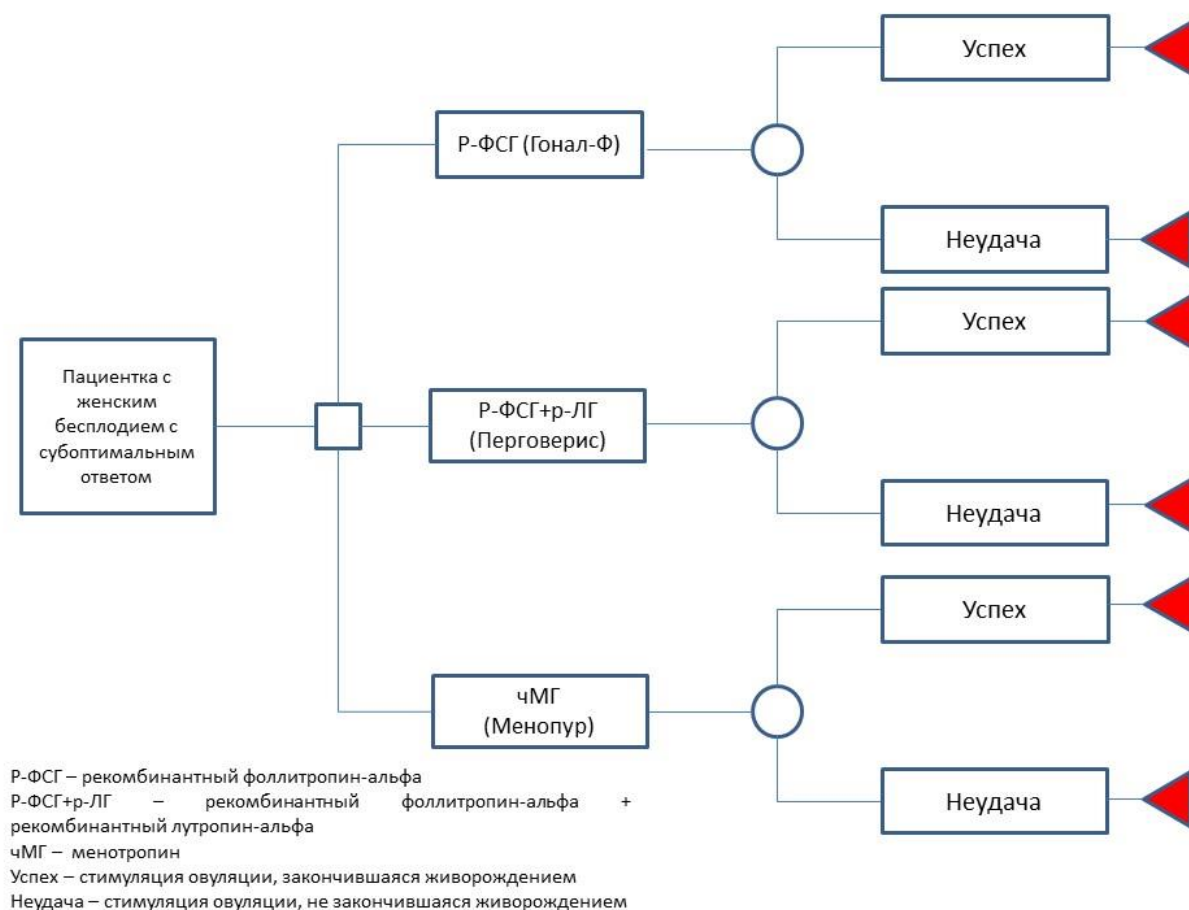 Успех
Р-ФСГ (Гонал-Ф)
Неудача
Успех
Пациентка с
женским
бесплодием с
субоптимальным
ответом
Р-ФСГ+р-ЛГ
(Перговерис)
Неудача
Успех
чМГ
(Менопур)
Неудача
Р-ФСГ – рекомбинантный фоллитропин-альфа
Р-ФСГ+р-ЛГ – рекомбинантный фоллитропин-альфа +
рекомбинантный лутропин-альфа
чМГ – менотропин
Успех – стимуляция овуляции, закончившаяся живорождением
Неудача – стимуляция овуляции, не закончившаяся живорождением